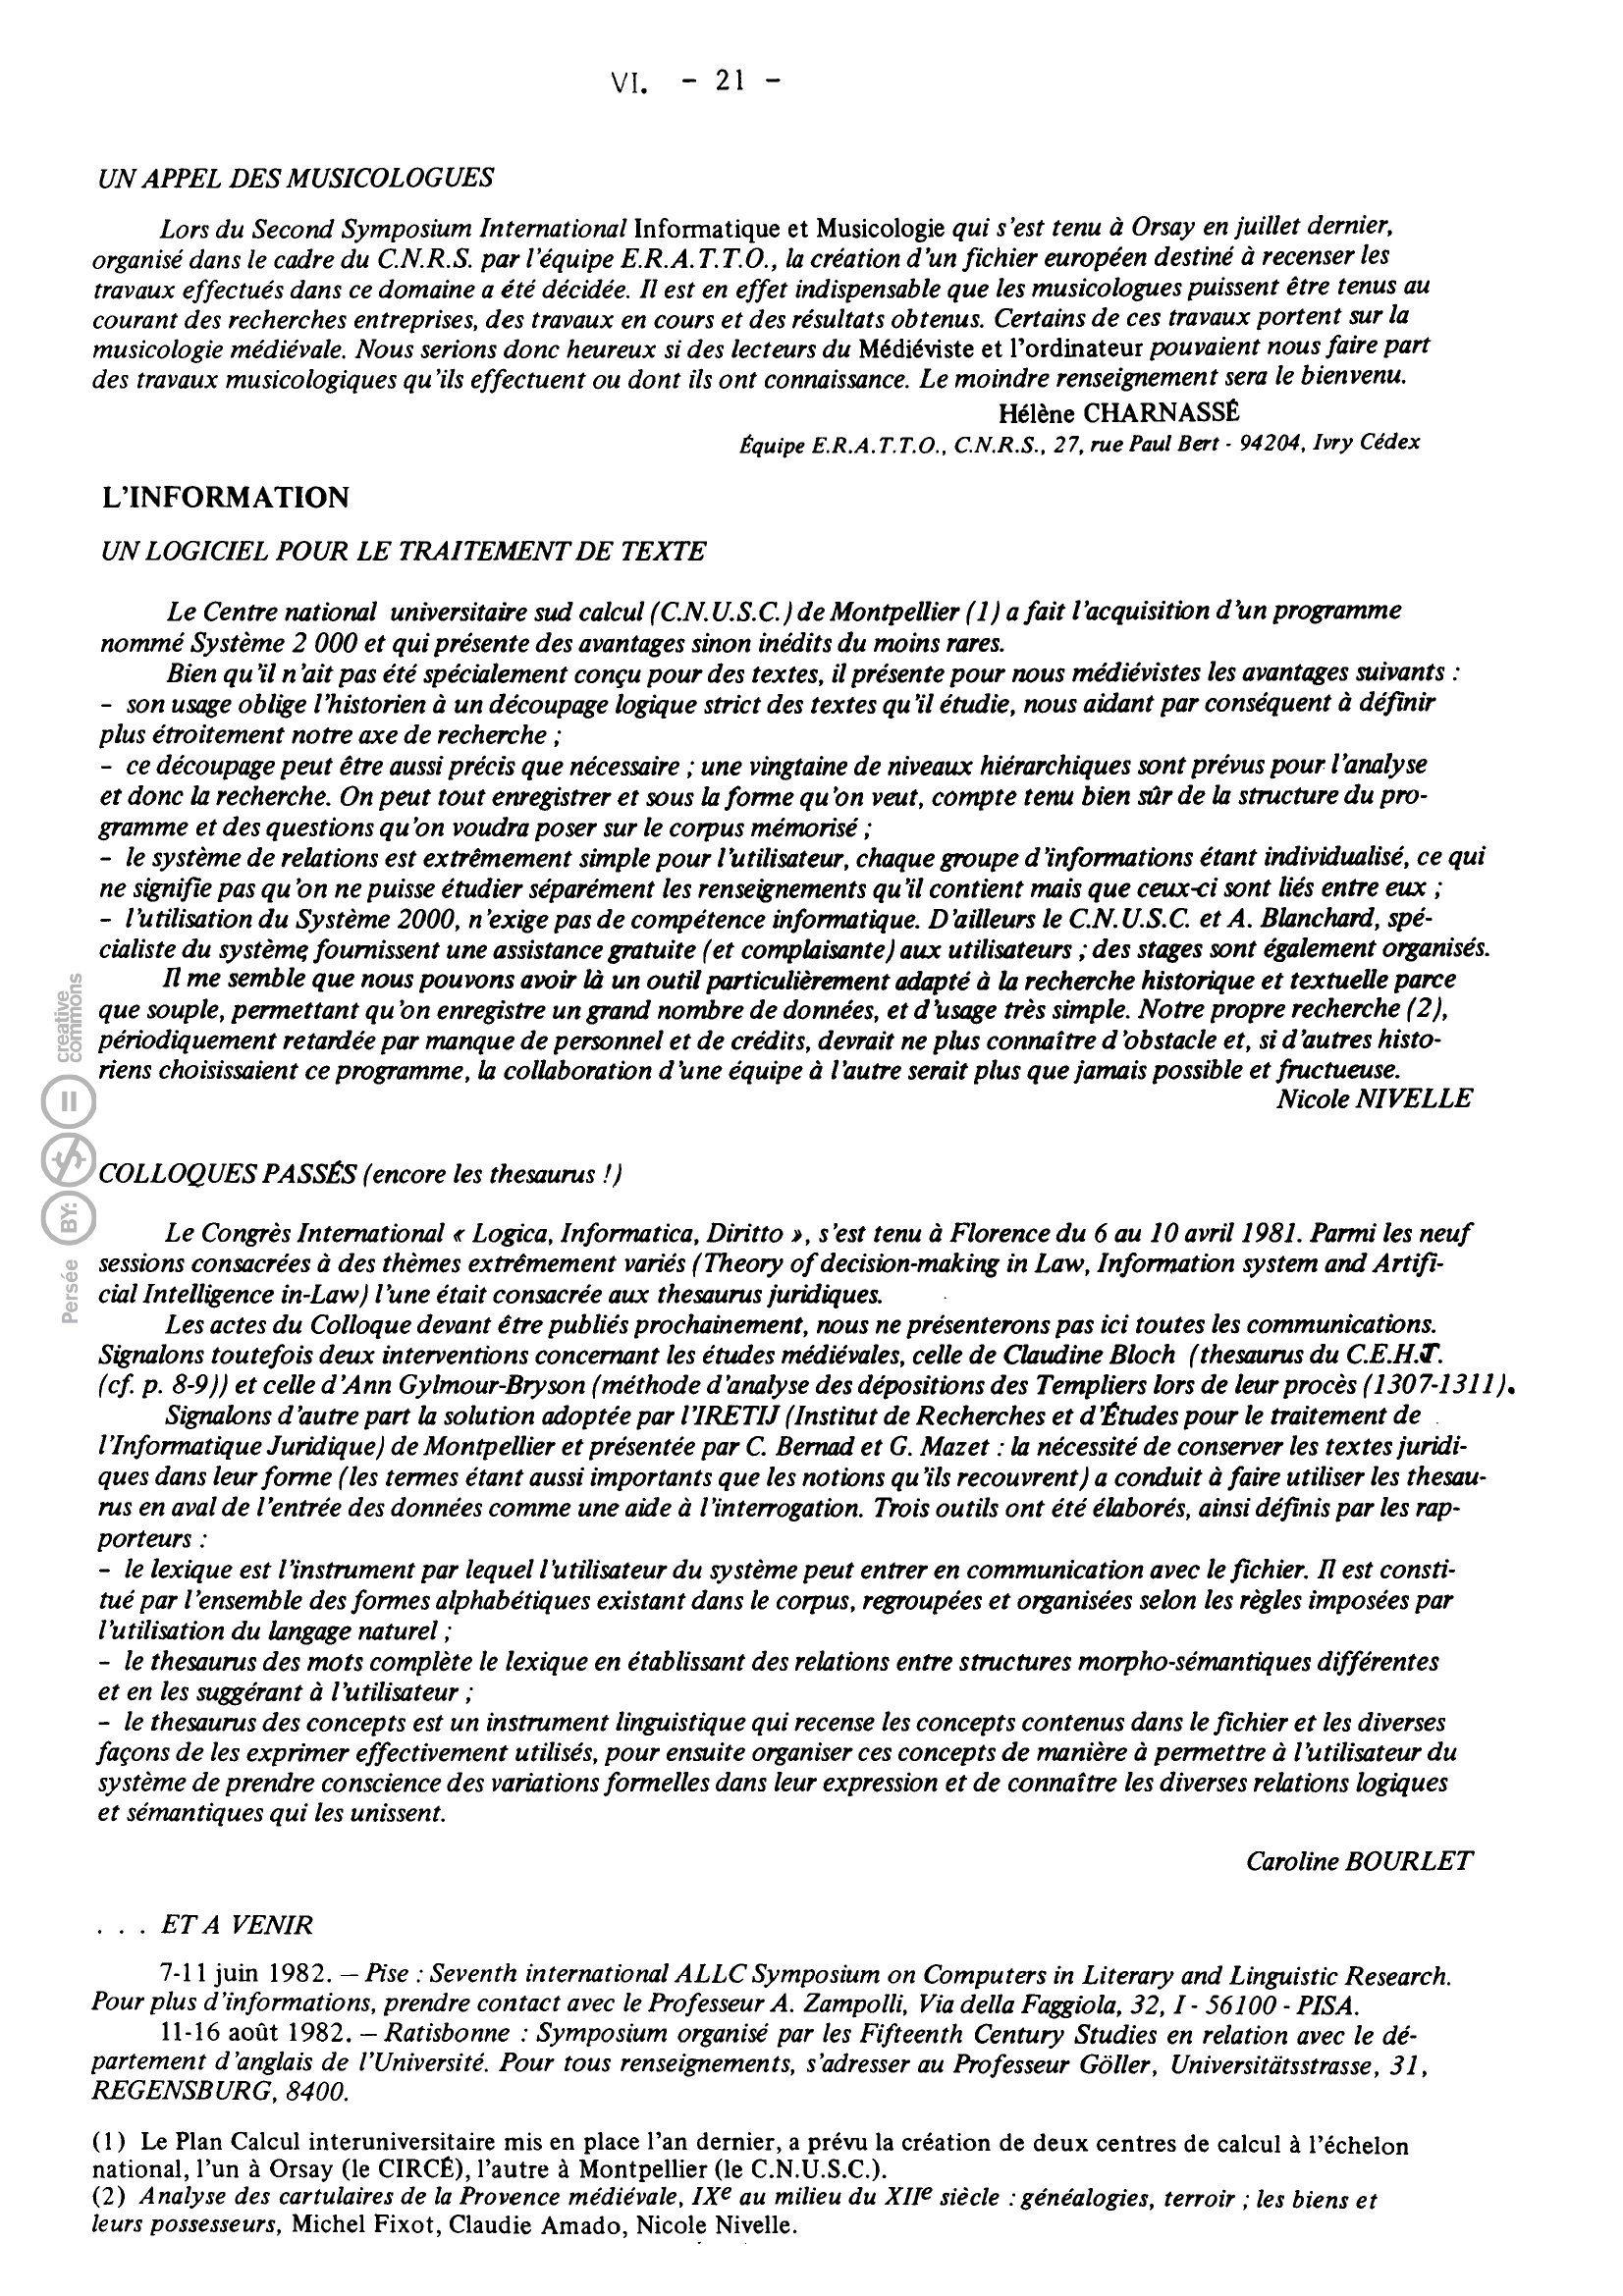 VI. - 21 -
UN APPEL DES MUSICOLOGUES
Lors du Second Symposium International Informatique et Musicologie qui s'est tenu à Orsay en juillet dernier,
organisé dans le cadre du C.N.R.S. par l'équipe E.R.A.T.T.O., la création d'un fichier européen destiné à recenser les
travaux effectués dans ce domaine a été décidée. Il est en effet indispensable que les musicologues puissent être tenus au
courant des recherches entreprises, des travaux en cours et des résultats obtenus. Certains de ces travaux portent sur la
musicologie médiévale. Nous serions donc heureux si des lecteurs du Médiéviste et l'ordinateur pouvaient nous faire part
des travaux musicologiques qu'ils effectuent ou dont ils ont connaissance. Le moindre renseignement sera le bienvenu.
Hélène CHARNASSÉ
Équipe E.R.A.T.T.O., C.N.R.S., 27, rue Paul Bert - 94204, Ivry Cédex
L'INFORMATION
UN LOGICIEL POUR LE TRAITEMENT DE TEXTE
Le Centre national universitaire sud calcul (C.N.U.S.C.) de Montpellier (1) a fait l'acquisition d'un programme
nommé Système 2 000 et qui présente des avantages sinon inédits du moins rares.
Bien qu'il n'ait pas été spécialement conçu pour des textes, il présente pour nous médiévistes les avantages suivants :
- son usage oblige l'historien à un découpage logique strict des textes qu'il étudie, nous aidant par conséquent à définir
plus étroitement notre axe de recherche ;
- ce découpage peut être aussi précis que nécessaire ; une vingtaine de niveaux hiérarchiques sont prévus pour l'analyse
et donc la recherche. On peut tout enregistrer et sous la forme qu'on veut, compte tenu bien sûr de la structure du pro-
gramme et des questions qu'on voudra poser sur le corpus mémorisé ;
- le système de relations est extrêmement simple pour l'utilisateur, chaque groupe d'informations étant individualisé, ce qui
ne signifie pas qu'on ne puisse étudier séparément les renseignements qu'il contient mais que ceux-ci sont liés entre eux ;
- l'utilisation du Système 2000, n'exige pas de compétence informatique. D'ailleurs le C.N.U.S.C. et A. Blanchard, spé-
cialiste du système, fournissent une assistance gratuite (et complaisante) aux utilisateurs ; des stages sont également organisés.
Il me semble que nous pouvons avoir là un outil particulièrement adapté à la recherche historique et textuelle parce
que souple, permettant qu'on enregistre un grand nombre de données, et d'usage très simple. Notre propre recherche (2),
périodiquement retardée par manque de personnel et de crédits, devrait ne plus connaître d'obstacle et, si d'autres histo-
riens choisissaient ce programme, la collaboration d'une équipe à l'autre serait plus que jamais possible et fructueuse.
Nicole NIVELLE
COLLOQUES PASSÉS (encore les thesaurus !)
Le Congrès International « Logica, Informatica, Diritto », s'est tenu à Florence du 6 au 10 avril 1981. Parmi les neuf
sessions consacrées à des thèmes extrêmement variés (Theory of decision-making in Law, Information system and Artifi-
cial Intelligence in-Law) l'une était consacrée aux thesaurus juridiques.
Les actes du Colloque devant être publiés prochainement, nous ne présenterons pas ici toutes les communications.
Signalons toutefois deux interventions concernant les études médiévales, celle de Claudine Bloch (thesaurus du C.E.H.J.
(cf. p. 8-9)) et celle d'Ann Gylmour-Bryson (méthode d'analyse des dépositions des Templiers lors de leur procès (1307-1311).
Signalons d'autre part la solution adoptée par l'IRETIJ (Institut de Recherches et d'Études pour le traitement de
l'Informatique Juridique) de Montpellier et présentée par C. Bernad et G. Mazet : la nécessité de conserver les textes juridi-
ques dans leur forme (les termes étant aussi importants que les notions qu'ils recouvrent) a conduit à faire utiliser les thesau-
rus en aval de l'entrée des données comme une aide à l'interrogation. Trois outils ont été élaborés, ainsi définis par les rap-
porteurs :
- le lexique est l'instrument par lequel l'utilisateur du système peut entrer en communication avec le fichier. Il est consti-
tué par l'ensemble des formes alphabétiques existant dans le corpus, regroupées et organisées selon les règles imposées par
l'utilisation du langage naturel ;
- le thesaurus des mots complète le lexique en établissant des relations entre structures morpho-sémantiques différentes
et en les suggérant à l'utilisateur ;
- le thesaurus des concepts est un instrument linguistique qui recense les concepts contenus dans le fichier et les diverses
façons de les exprimer effectivement utilisés, pour ensuite organiser ces concepts de manière à permettre à l'utilisateur du
système de prendre conscience des variations formelles dans leur expression et de connaître les diverses relations logiques
et sémantiques qui les unissent.
Caroline BOURLET
. . . ET A VENIR
7-11 juin 1982. — Pise : Seventh international ALLC Symposium on Computers in Literary and Linguistic Research.
Pour plus d'informations, prendre contact avec le Professeur A. Zampolli, Via della Faggiola, 32, I - 56100 - PISA.
11-16 août 1982. — Ratisbonne : Symposium organisé par les Fifteenth Century Studies en relation avec le dé-
partement d'anglais de l'Université. Pour tous renseignements, s'adresser au Professeur Göller, Universitätsstrasse, 31,
REGENSBURG, 8400.
(1) Le Plan Calcul interuniversitaire mis en place l'an dernier, a prévu la création de deux centres de calcul à l'échelon
national, l'un à Orsay (le CIRCÉ), l'autre à Montpellier (le C.N.U.S.C.).
(2) Analyse des cartulaires de la Provence médiévale, IXe au milieu du XIIe siècle : généalogies, terroir ; les biens et
leurs possesseurs, Michel Fixot, Claudie Amado, Nicole Nivelle.
Persée BY: creative commons